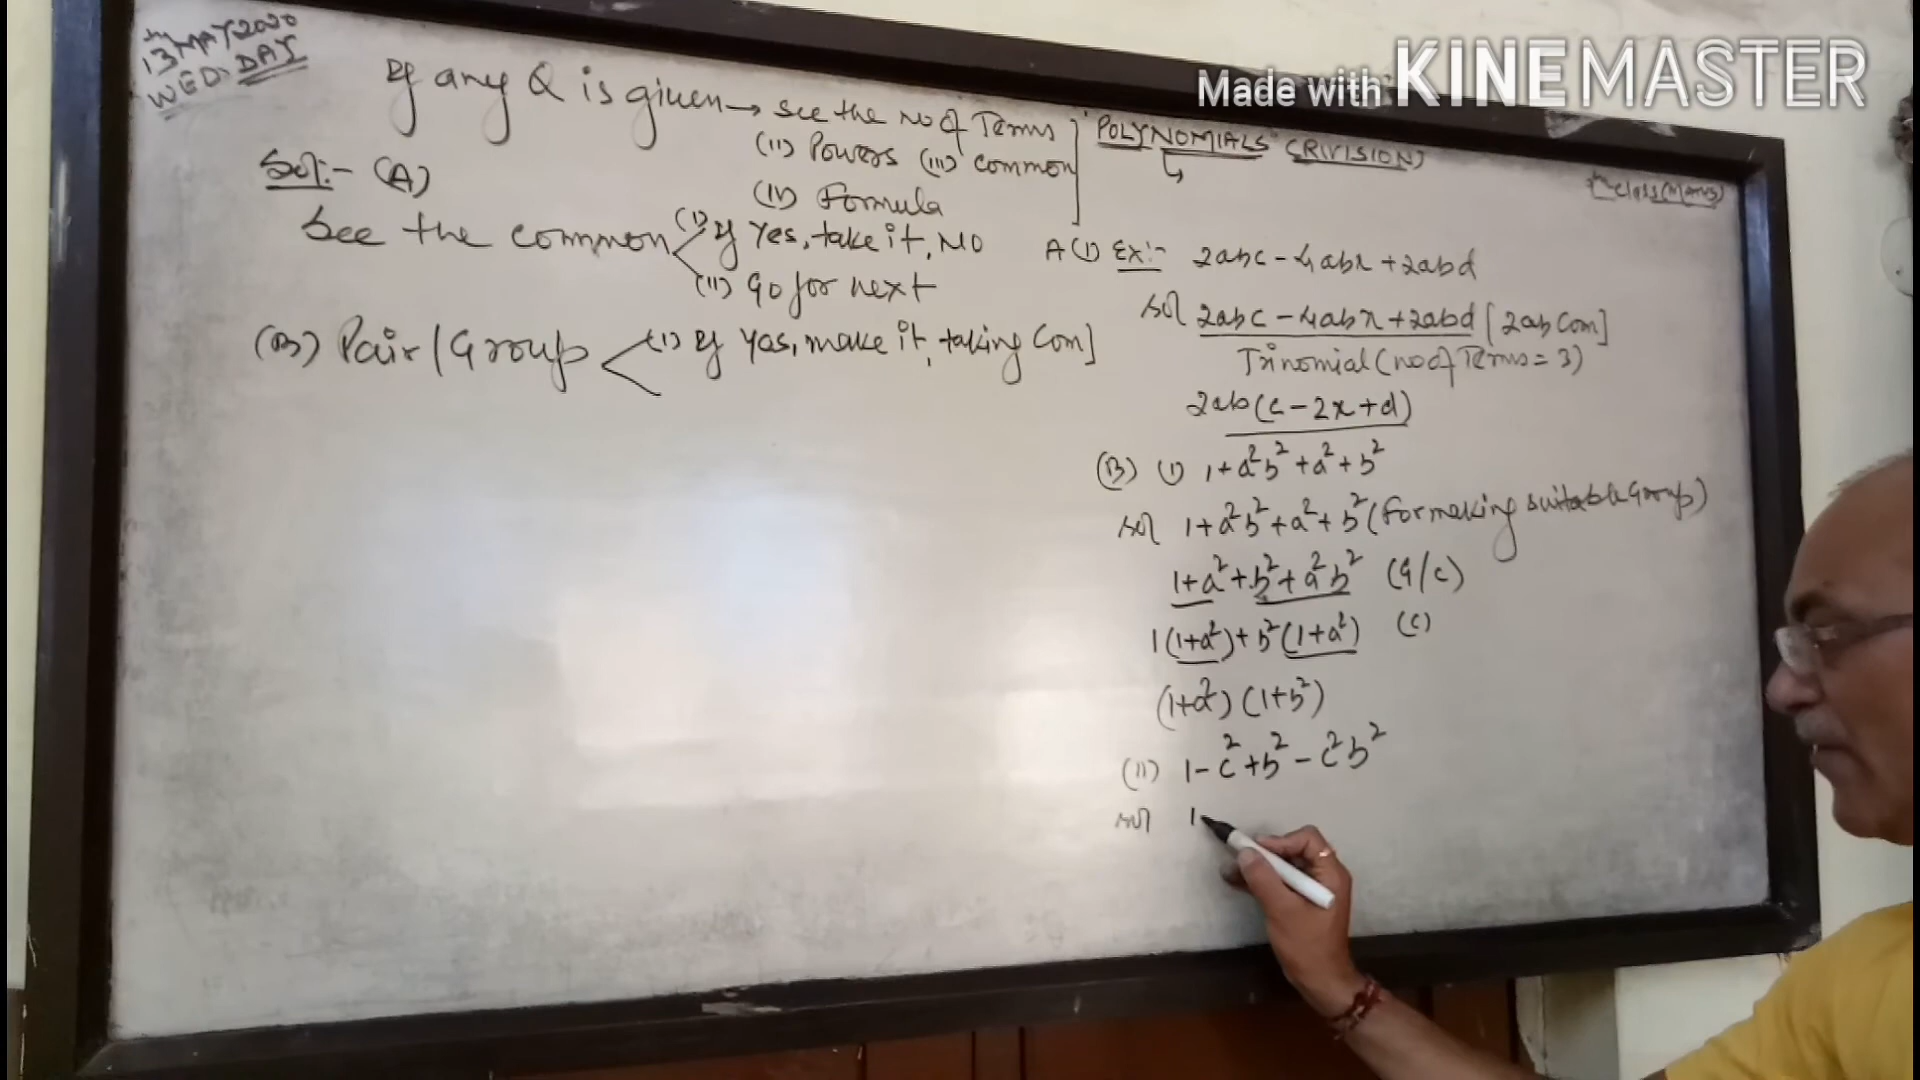 13 MAY 2020
WED. DAY
Made with KINEMASTER
If any Q is given → see the No of Terms
(II) Powers (III) common
(IV) Formula
Sol:- (A)
See the common (I) If Yes, take it, NO
(II) Go for next
(B) Pair/Group (I) If Yas, make it, taking Com]
"POLYNOMIALS" (RIVISION)
class (Maths)
A (I) Ex:- 2abc - 4abx + 2abd
sol 2abc - 4abx + 2abd [2ab Com]
Trinomial (no of Terms = 3)
2ab(c - 2x + d)
(B) (I) 1 + a²b² + a² + b²
sol 1 + a²b² + a² + b² (for making suitable Group)
1 + a² + b² + a²b² (G/C)
1(1+a²) + b²(1+a²) (C)
(1+a²) (1+b²)
(II) 1 - c² + b² - c²b²
sol 1